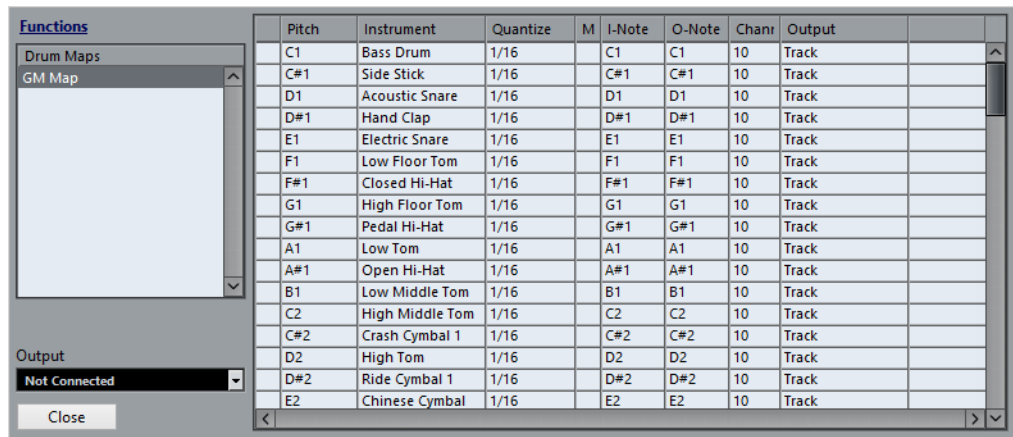 Functions
Drum Maps
GM Map
Output
Not Connected
Close
Pitch Instrument Quantize M I-Note O-Note Chanr Output
C1 Bass Drum 1/16 C1 C1 10 Track
C#1 Side Stick 1/16 C#1 C#1 10 Track
D1 Acoustic Snare 1/16 D1 D1 10 Track
D#1 Hand Clap 1/16 D#1 D#1 10 Track
E1 Electric Snare 1/16 E1 E1 10 Track
F1 Low Floor Tom 1/16 F1 F1 10 Track
F#1 Closed Hi-Hat 1/16 F#1 F#1 10 Track
G1 High Floor Tom 1/16 G1 G1 10 Track
G#1 Pedal Hi-Hat 1/16 G#1 G#1 10 Track
A1 Low Tom 1/16 A1 A1 10 Track
A#1 Open Hi-Hat 1/16 A#1 A#1 10 Track
B1 Low Middle Tom 1/16 B1 B1 10 Track
C2 High Middle Tom 1/16 C2 C2 10 Track
C#2 Crash Cymbal 1 1/16 C#2 C#2 10 Track
D2 High Tom 1/16 D2 D2 10 Track
D#2 Ride Cymbal 1 1/16 D#2 D#2 10 Track
E2 Chinese Cymbal 1/16 E2 E2 10 Track